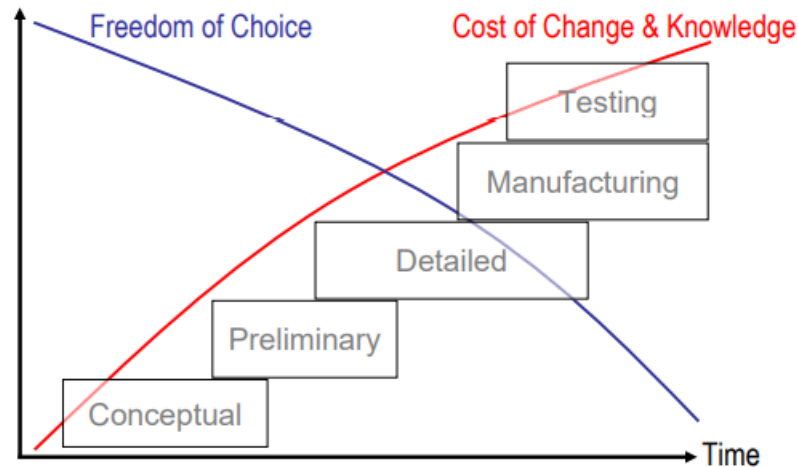 Freedom of Choice
Cost of Change & Knowledge
Testing
Manufacturing
Detailed
Preliminary
Conceptual
Time